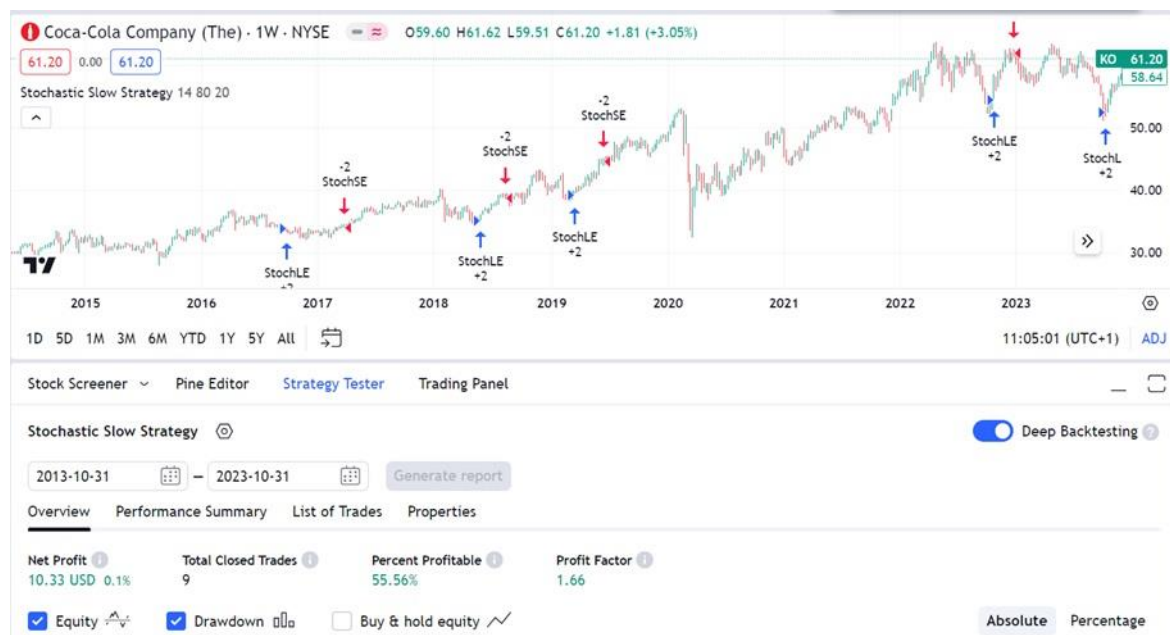 Coca-Cola Company (The) · 1W · NYSE O59.60 H61.62 L59.51 C61.20 +1.81 (+3.05%)
61.20 0.00 61.20
KO 61.20
58.64
Stochastic Slow Strategy 14 80 20
-2
StochSE
-2
StochSE
-2
StochSE
50.00
StochLE
+2
StochL
+2
40.00
StochLE
+2
StochLE
+2
StochLE
+2
30.00
2015 2016 2017 2018 2019 2020 2021 2022 2023
1D 5D 1M 3M 6M YTD 1Y 5Y All 11:05:01 (UTC+1) ADJ
Stock Screener Pine Editor Strategy Tester Trading Panel
Stochastic Slow Strategy Deep Backtesting
2013-10-31 – 2023-10-31 Generate report
Overview Performance Summary List of Trades Properties
Net Profit Total Closed Trades Percent Profitable Profit Factor
10.33 USD 0.1% 9 55.56% 1.66
Equity Drawdown Buy & hold equity Absolute Percentage